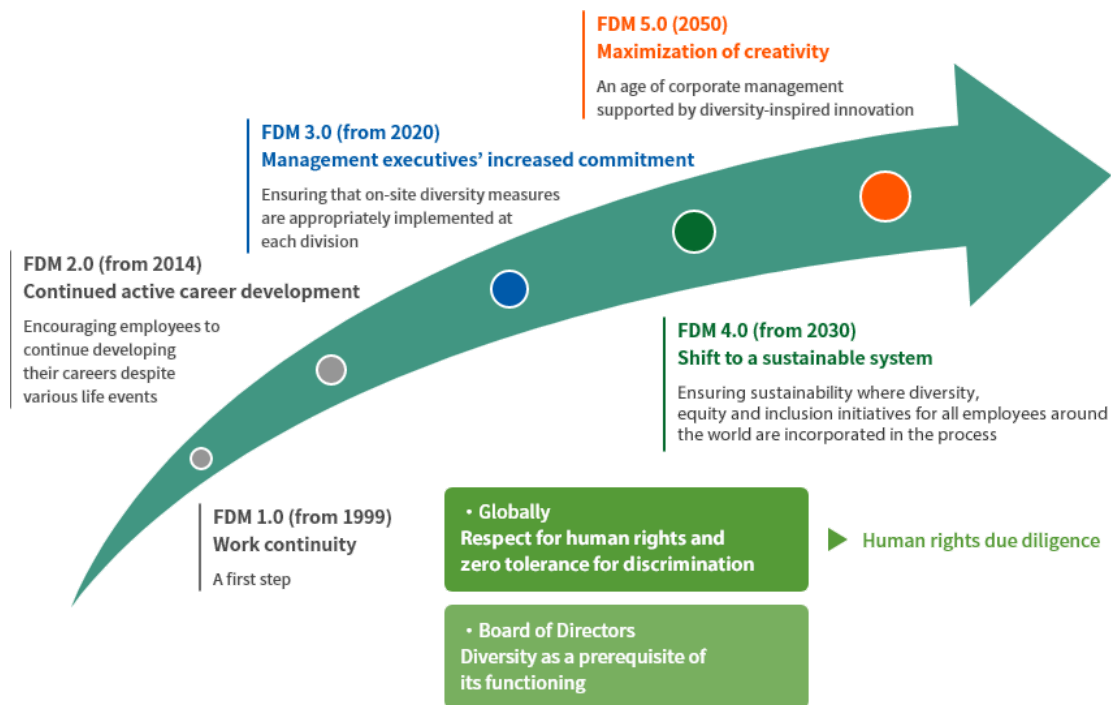 FDM 5.0 (2050)
Maximization of creativity
An age of corporate management
supported by diversity-inspired innovation
FDM 3.0 (from 2020)
Management executives’ increased commitment
Ensuring that on-site diversity measures
are appropriately implemented at
each division
FDM 2.0 (from 2014)
Continued active career development
Encouraging employees to
continue developing
their careers despite
various life events
FDM 4.0 (from 2030)
Shift to a sustainable system
Ensuring sustainability where diversity,
equity and inclusion initiatives for all employees around
the world are incorporated in the process
FDM 1.0 (from 1999)
Work continuity
A first step
・Globally
Respect for human rights and
zero tolerance for discrimination
Human rights due diligence
・Board of Directors
Diversity as a prerequisite of
its functioning